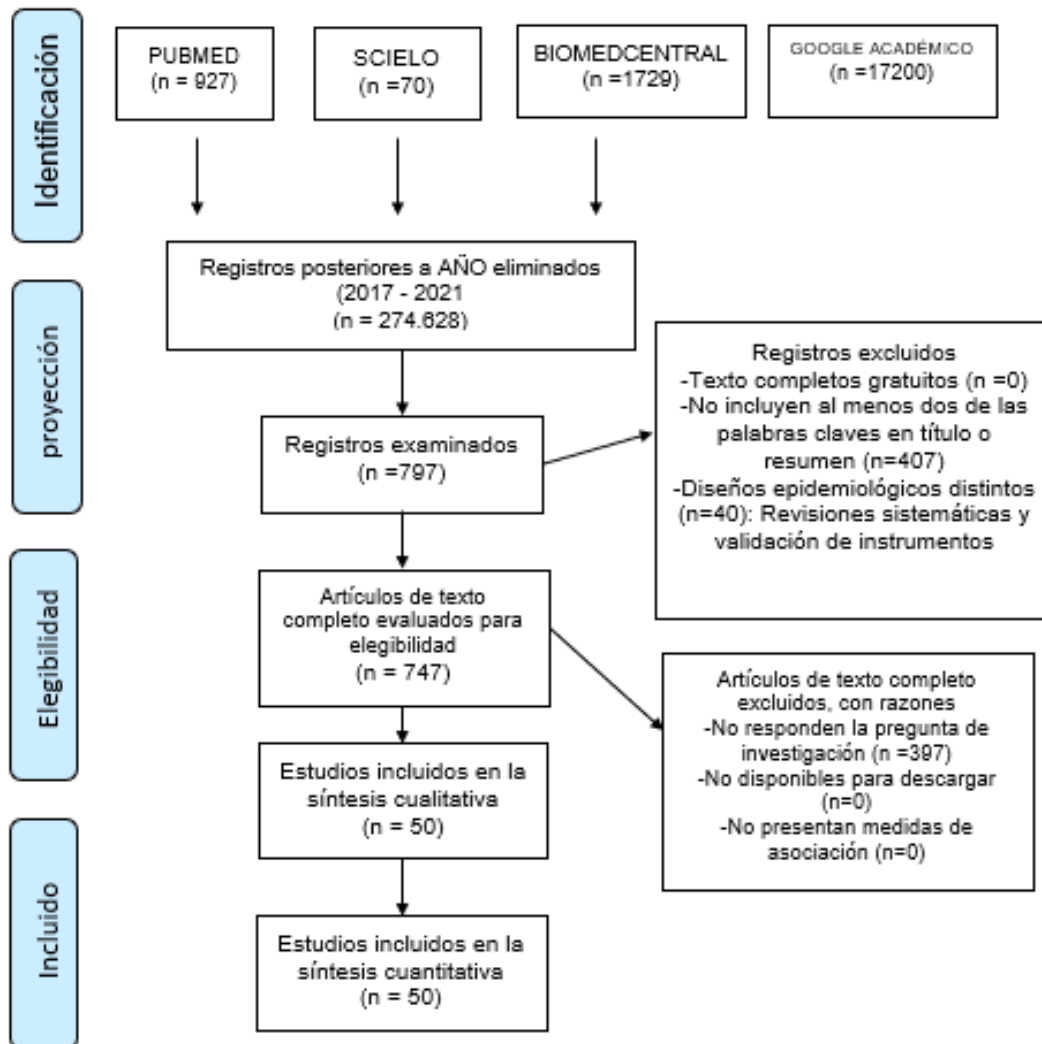 Identificación
PUBMED
(n = 927)
SCIELO
(n =70)
BIOMEDCENTRAL
(n =1729)
GOOGLE ACADÉMICO
(n =17200)
Registros posteriores a AÑO eliminados
(2017 - 2021
(n = 274.628)
proyección
Registros examinados
(n =797)
Registros excluidos
-Texto completos gratuitos (n =0)
-No incluyen al menos dos de las
palabras claves en título o
resumen (n=407)
-Diseños epidemiológicos distintos
(n=40): Revisiones sistemáticas y
validación de instrumentos
Elegibilidad
Artículos de texto
completo evaluados para
elegibilidad
(n = 747)
Artículos de texto completo
excluidos, con razones
-No responden la pregunta de
investigación (n =397)
-No disponibles para descargar
(n=0)
-No presentan medidas de
asociación (n=0)
Estudios incluidos en la
síntesis cualitativa
(n = 50)
Incluido
Estudios incluidos en la
síntesis cuantitativa
(n = 50)